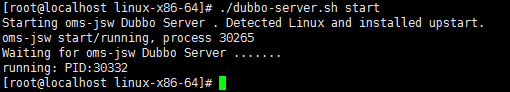 [root@localhost linux-x86-64]# ./dubbo-server.sh start
Starting oms-jsw Dubbo Server . Detected Linux and installed upstart.
oms-jsw start/running, process 30265
Waiting for oms-jsw Dubbo Server .......
running: PID:30332
[root@localhost linux-x86-64]#